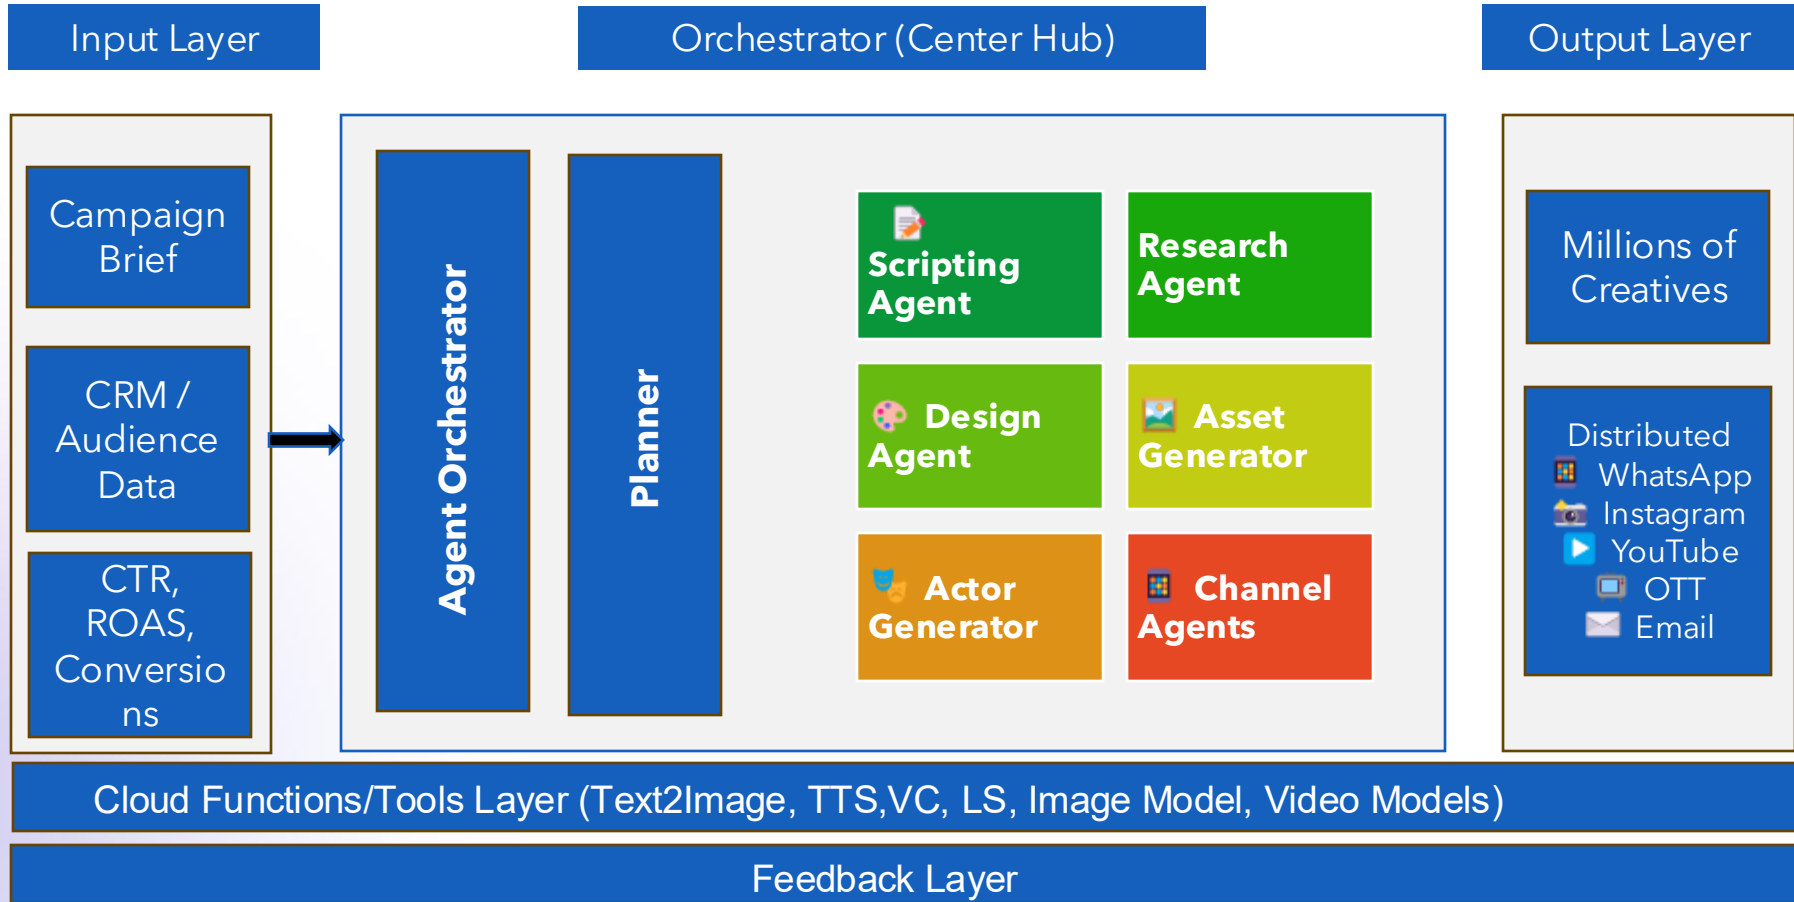 Input Layer
Orchestrator (Center Hub)
Output Layer
Campaign
Brief
CRM /
Audience
Data
CTR,
ROAS,
Conversio
ns
Agent Orchestrator
Planner
Scripting
Agent
Research
Agent
Design
Agent
Asset
Generator
Actor
Generator
Channel
Agents
Millions of
Creatives
Distributed
WhatsApp
Instagram
YouTube
OTT
Email
Cloud Functions/Tools Layer (Text2Image, TTS,VC, LS, Image Model, Video Models)
Feedback Layer